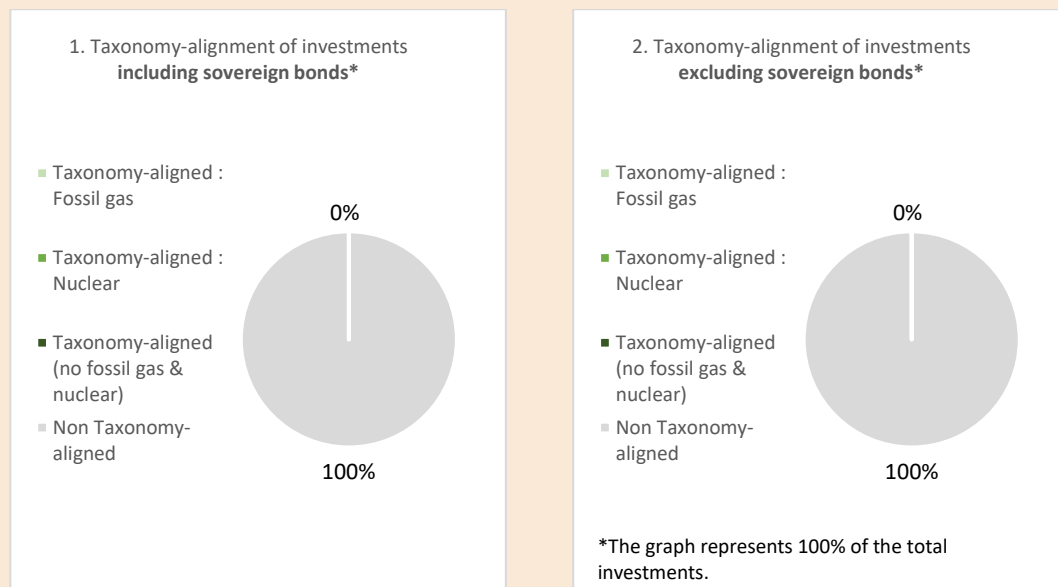 1. Taxonomy-alignment of investments
including sovereign bonds*
Taxonomy-aligned :
Fossil gas
Taxonomy-aligned :
Nuclear
Taxonomy-aligned
(no fossil gas &
nuclear)
Non Taxonomy-
aligned
0%
100%
2. Taxonomy-alignment of investments
excluding sovereign bonds*
Taxonomy-aligned :
Fossil gas
Taxonomy-aligned :
Nuclear
Taxonomy-aligned
(no fossil gas &
nuclear)
Non Taxonomy-
aligned
0%
100%
*The graph represents 100% of the total
investments.